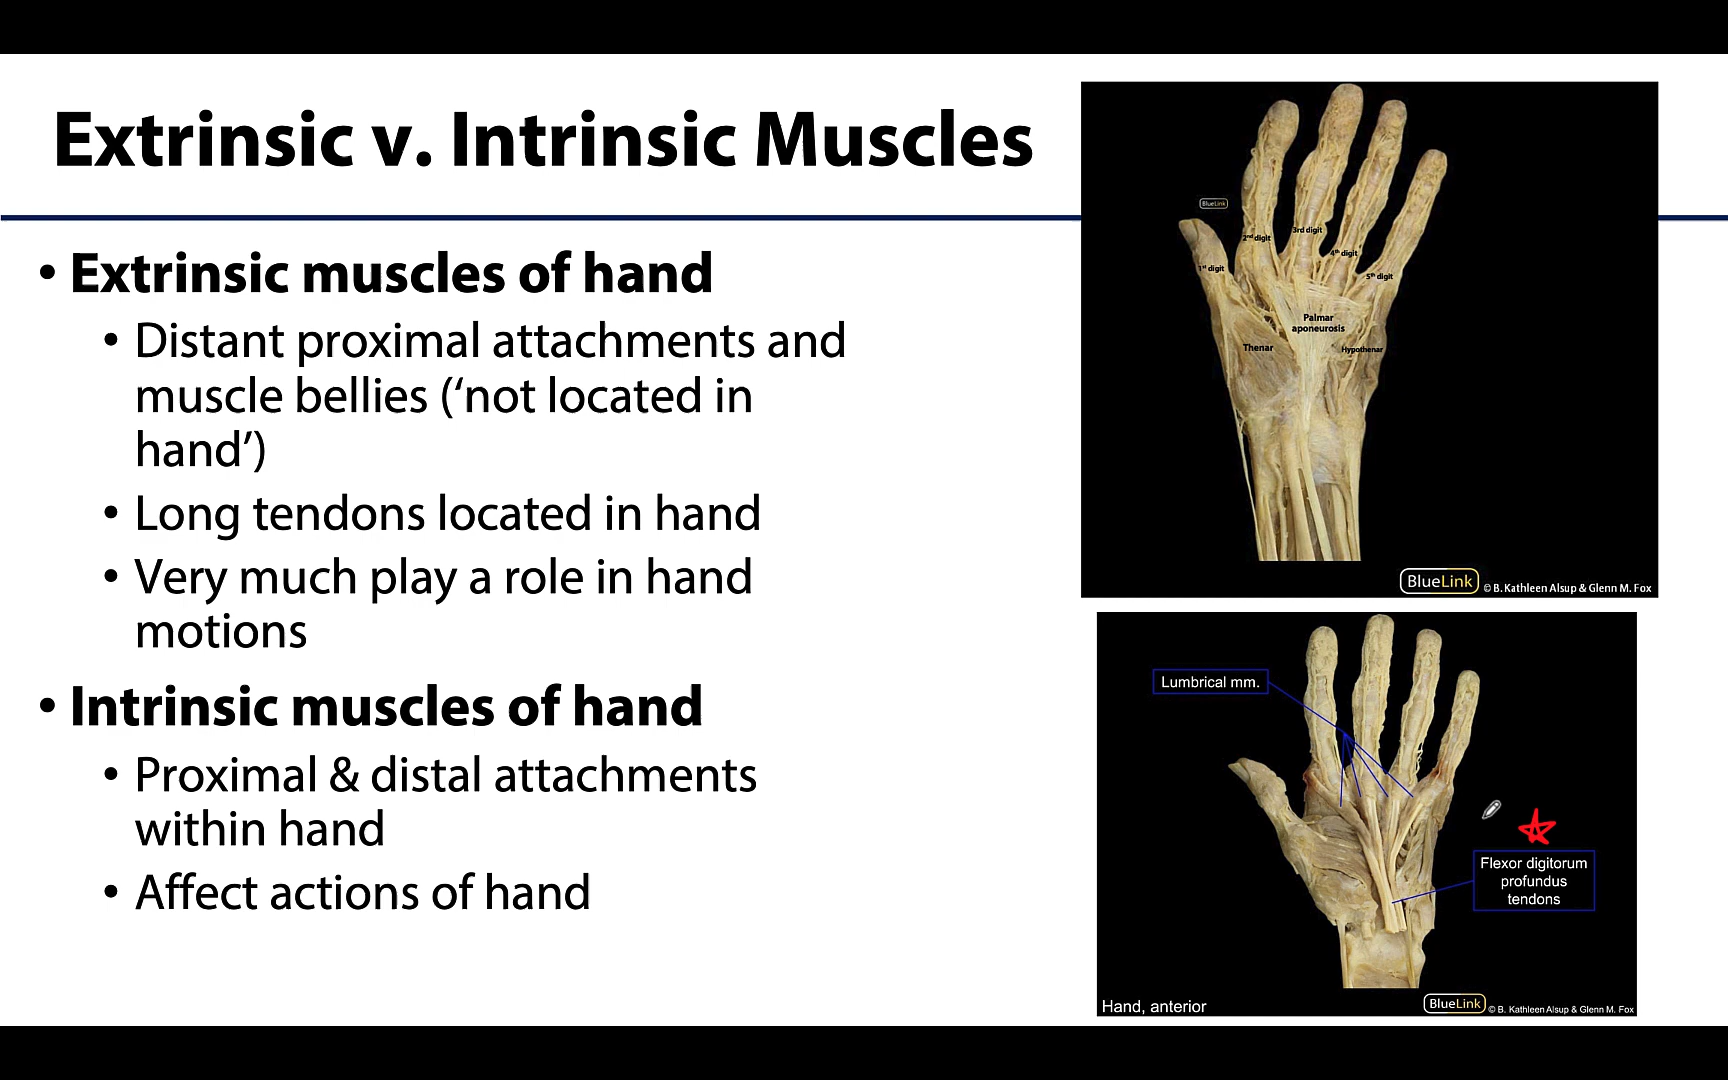 Extrinsic v. Intrinsic Muscles
• Extrinsic muscles of hand
• Distant proximal attachments and
muscle bellies (‘not located in
hand’)
• Long tendons located in hand
• Very much play a role in hand
motions
• Intrinsic muscles of hand
• Proximal & distal attachments
within hand
• Affect actions of hand
BlueLink
1st digit
2nd digit
3rd digit
4th digit
5th digit
Palmar
aponeurosis
Thenar
Hypothenar
BlueLink © B. Kathleen Alsup & Glenn M. Fox
Lumbrical mm.
Flexor digitorum
profundus
tendons
Hand, anterior
BlueLink © B. Kathleen Alsup & Glenn M. Fox